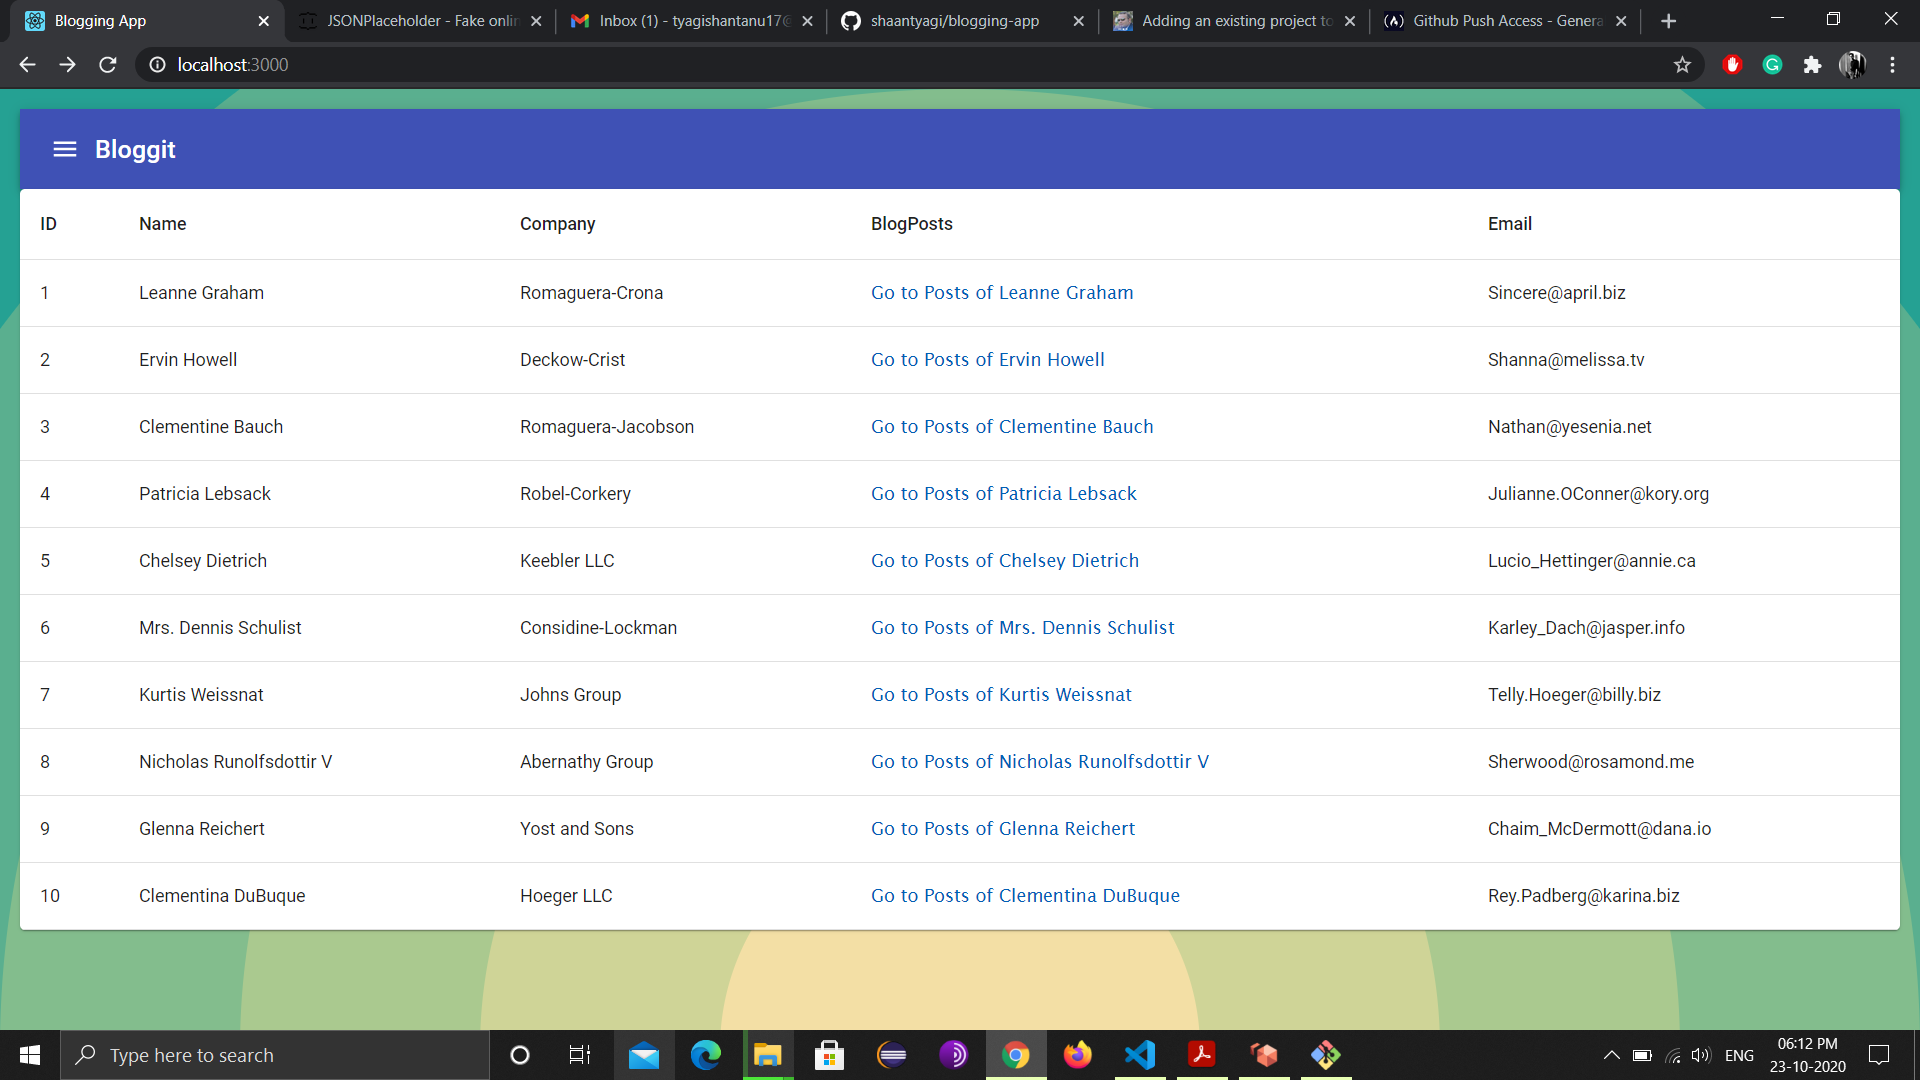 Blogging App
JSONPlaceholder - Fake onlin
Inbox (1) - tyagishantanu17@
shaantyagi/blogging-app
Adding an existing project to
Github Push Access - Genera
localhost:3000
Bloggit
ID Name Company BlogPosts Email
1 Leanne Graham Romaguera-Crona Go to Posts of Leanne Graham Sincere@april.biz
2 Ervin Howell Deckow-Crist Go to Posts of Ervin Howell Shanna@melissa.tv
3 Clementine Bauch Romaguera-Jacobson Go to Posts of Clementine Bauch Nathan@yesenia.net
4 Patricia Lebsack Robel-Corkery Go to Posts of Patricia Lebsack Julianne.OConner@kory.org
5 Chelsey Dietrich Keebler LLC Go to Posts of Chelsey Dietrich Lucio_Hettinger@annie.ca
6 Mrs. Dennis Schulist Considine-Lockman Go to Posts of Mrs. Dennis Schulist Karley_Dach@jasper.info
7 Kurtis Weissnat Johns Group Go to Posts of Kurtis Weissnat Telly.Hoeger@billy.biz
8 Nicholas Runolfsdottir V Abernathy Group Go to Posts of Nicholas Runolfsdottir V Sherwood@rosamond.me
9 Glenna Reichert Yost and Sons Go to Posts of Glenna Reichert Chaim_McDermott@dana.io
10 Clementina DuBuque Hoeger LLC Go to Posts of Clementina DuBuque Rey.Padberg@karina.biz
Type here to search
ENG
06:12 PM
23-10-2020